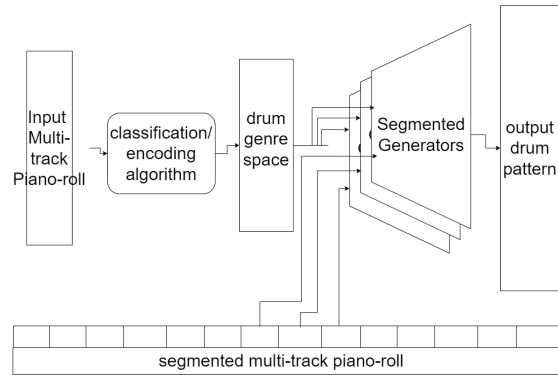 Input
Multi-
track
Piano-roll
classification/
encoding
algorithm
drum
genre
space
Segmented
Generators
output
drum
pattern
segmented multi-track piano-roll